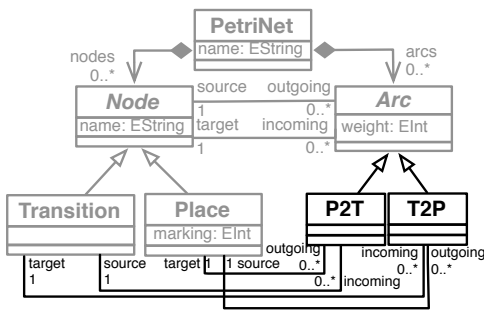 PetriNet
name: EString
nodes
0..*
arcs
0..*
source outgoing
1 0..*
Node
name: EString
target incoming
1 0..*
Arc
weight: EInt
Transition
Place
marking: EInt
P2T
T2P
outgoing
0..*
incoming outgoing
0..* 0..*
target
1
source
1
target 1
1 source
0..* incoming